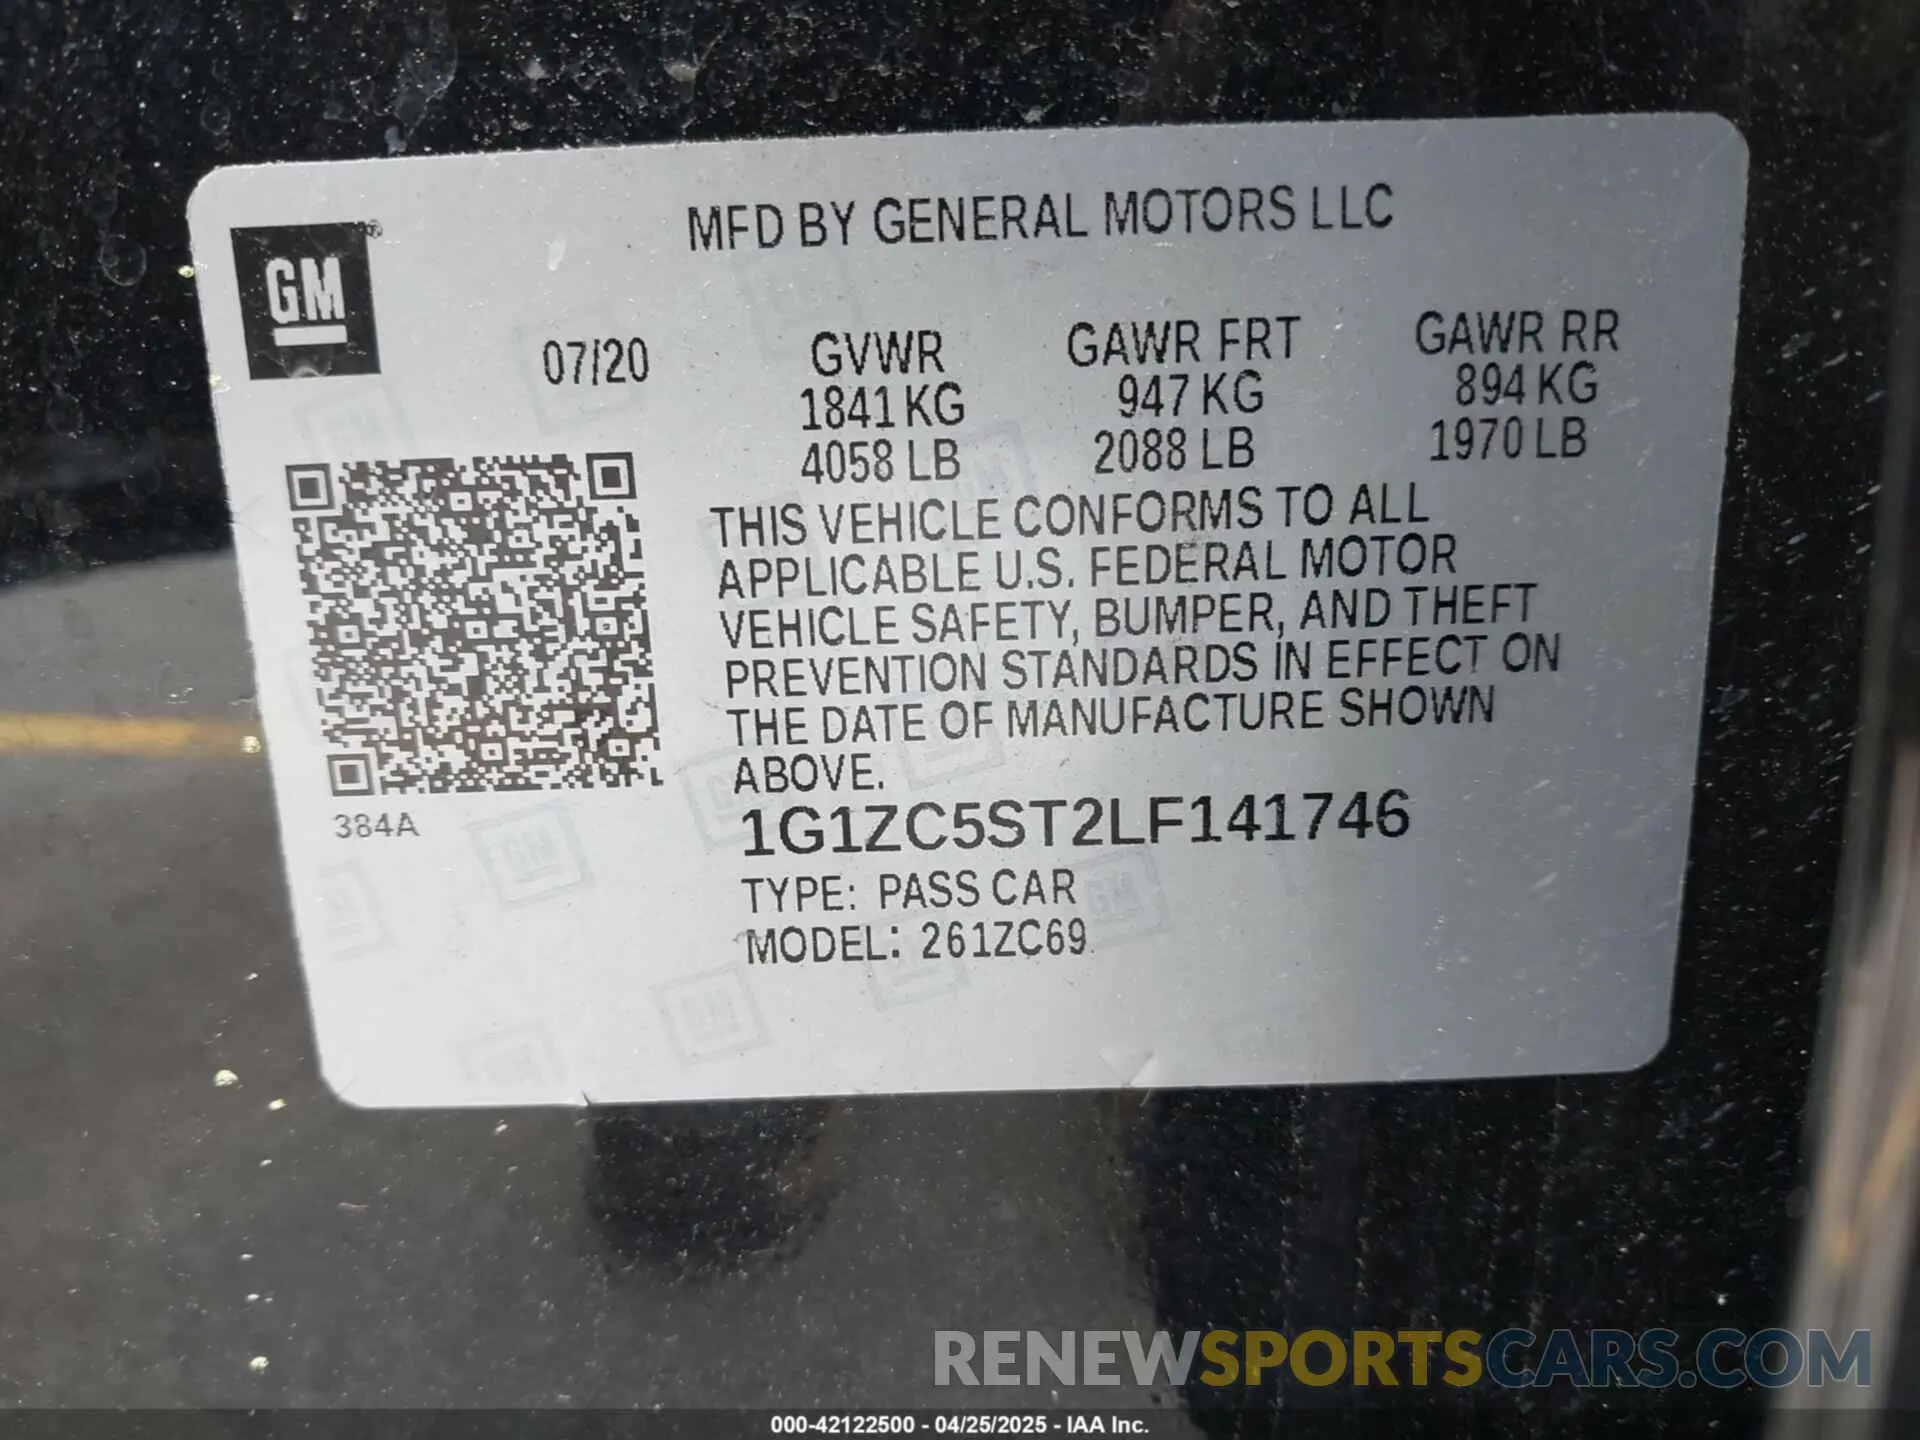 MFD BY GENERAL MOTORS LLC
GM®
07/20 GVWR GAWR FRT GAWR RR
1841 KG 947 KG 894 KG
4058 LB 2088 LB 1970 LB
THIS VEHICLE CONFORMS TO ALL
APPLICABLE U.S. FEDERAL MOTOR
VEHICLE SAFETY, BUMPER, AND THEFT
PREVENTION STANDARDS IN EFFECT ON
THE DATE OF MANUFACTURE SHOWN
ABOVE.
384A
1G1ZC5ST2LF141746
TYPE: PASS CAR
MODEL: 261ZC69
RENEWSPORTSCARS.COM
000-42122500 - 04/25/2025 - IAA Inc.